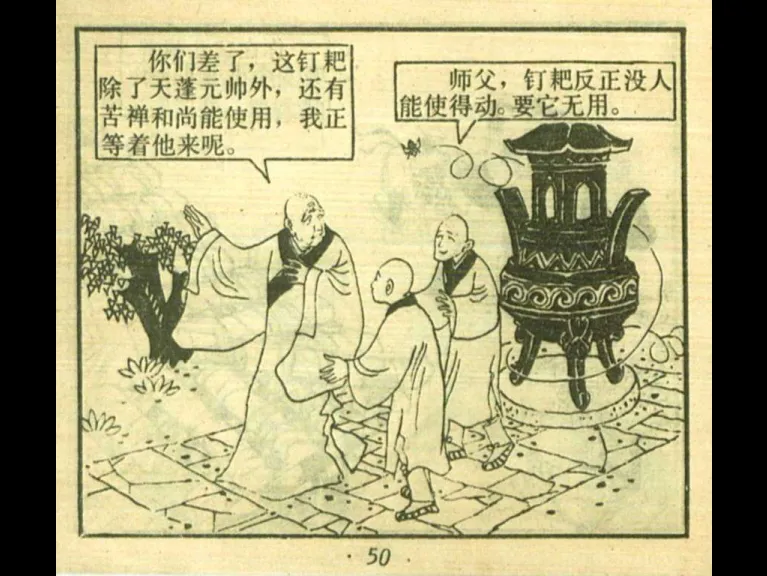 你们差了，这钉耙
除了天蓬元帅外，还有
苦禅和尚能使用，我正
等着他来呢。
师父，钉耙反正没人
能使得动。要它无用。
· 50 ·